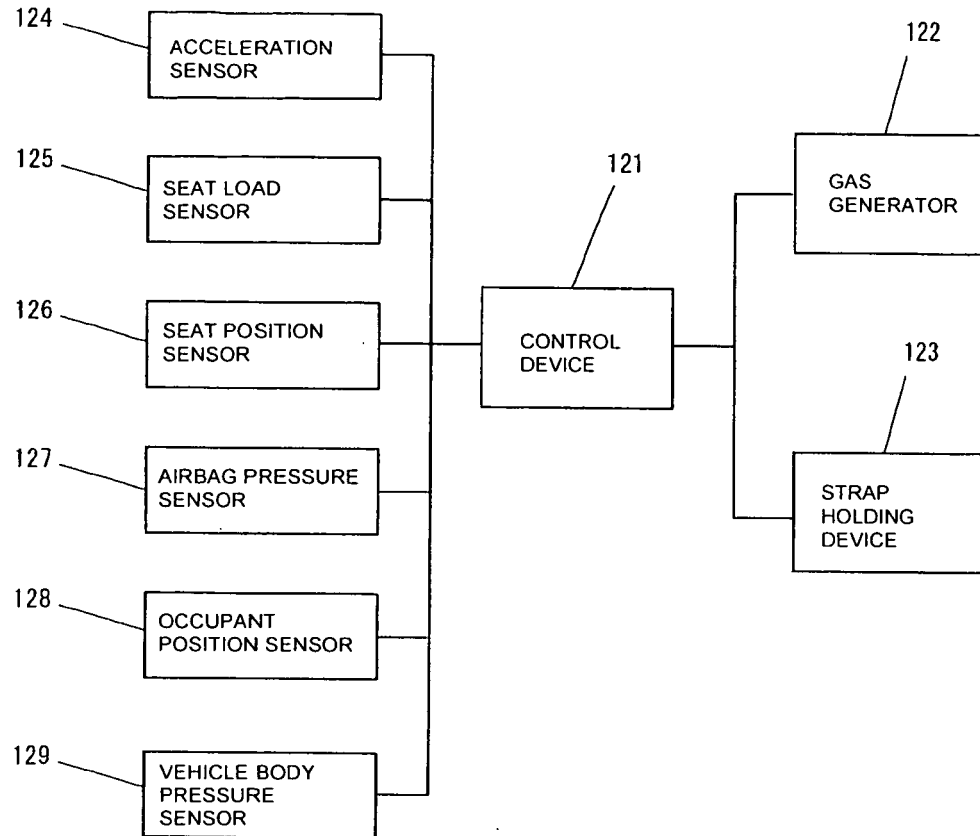 124
ACCELERATION
SENSOR
125
SEAT LOAD
SENSOR
126
SEAT POSITION
SENSOR
127
AIRBAG PRESSURE
SENSOR
128
OCCUPANT
POSITION SENSOR
129
VEHICLE BODY
PRESSURE
SENSOR
121
CONTROL
DEVICE
122
GAS
GENERATOR
123
STRAP
HOLDING
DEVICE